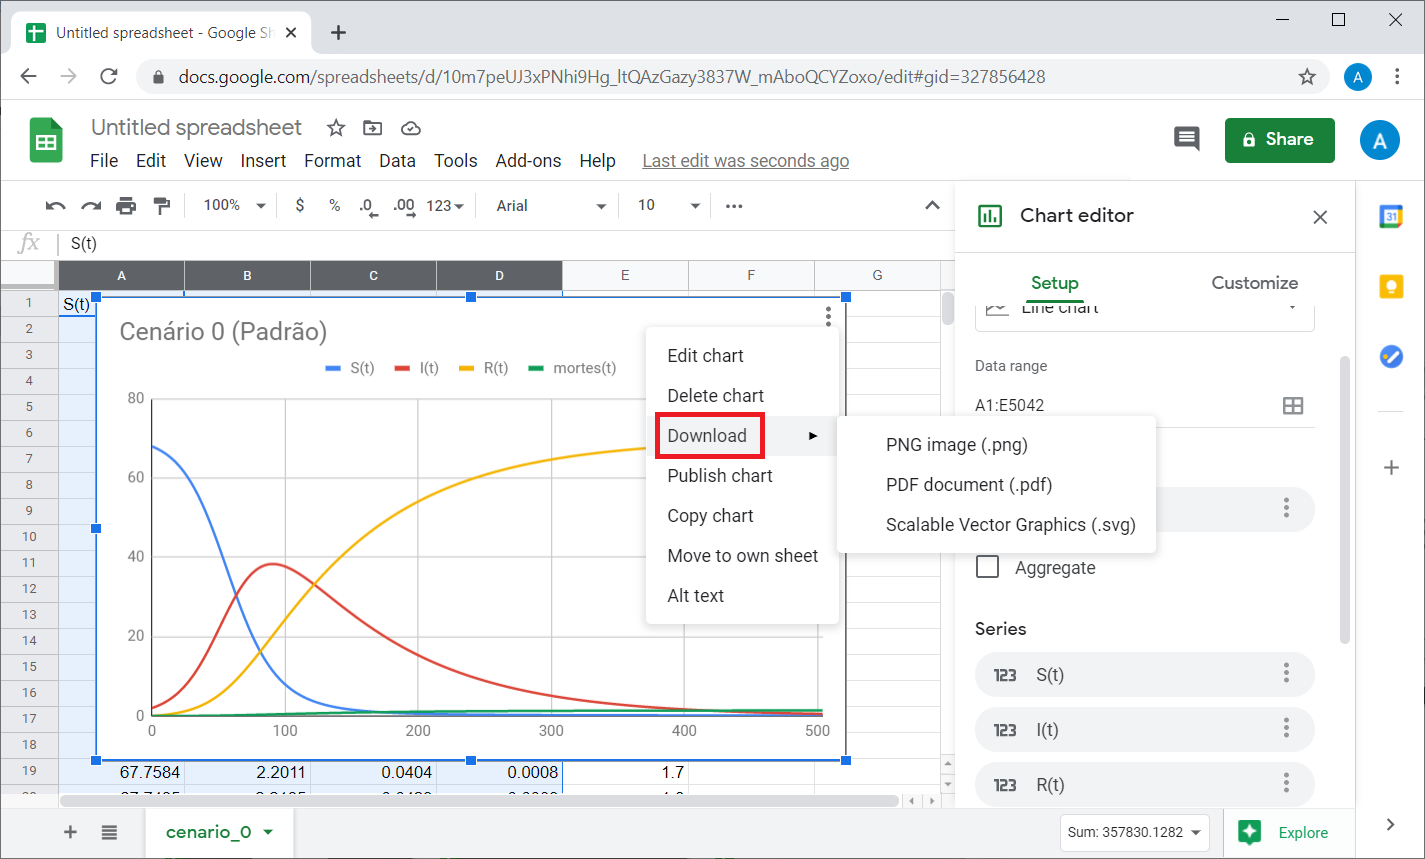 Untitled spreadsheet - Google Sh
docs.google.com/spreadsheets/d/10m7peUJ3xPNhi9Hg_ltQAzGazy3837W_mAboQCYZoxo/edit#gid=327856428
A
Untitled spreadsheet
File Edit View Insert Format Data Tools Add-ons Help Last edit was seconds ago
Share
A
100% $ % .0 .00 123 Arial 10
fx S(t)
A B C D E F G
1 S(t)
2
3
4
5
6
7
8
9
10
11
12
13
14
15
16
17
18
19 67.7584 2.2011 0.0404 0.0008 1.7
Cenário 0 (Padrão)
S(t) I(t) R(t) mortes(t)
80
60
40
20
0
0 100 200 300 400 500
Edit chart
Delete chart
Download
Publish chart
Copy chart
Move to own sheet
Alt text
PNG image (.png)
PDF document (.pdf)
Scalable Vector Graphics (.svg)
Chart editor
Setup Customize
Line chart
Data range
A1:E5042
Aggregate
Series
123 S(t)
123 I(t)
123 R(t)
31
cenario_0
Sum: 357830.1282
Explore